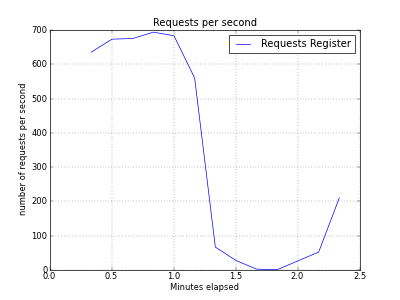 Requests per second
Requests Register
number of requests per second
700
600
500
400
300
200
100
0
0.0 0.5 1.0 1.5 2.0 2.5
Minutes elapsed